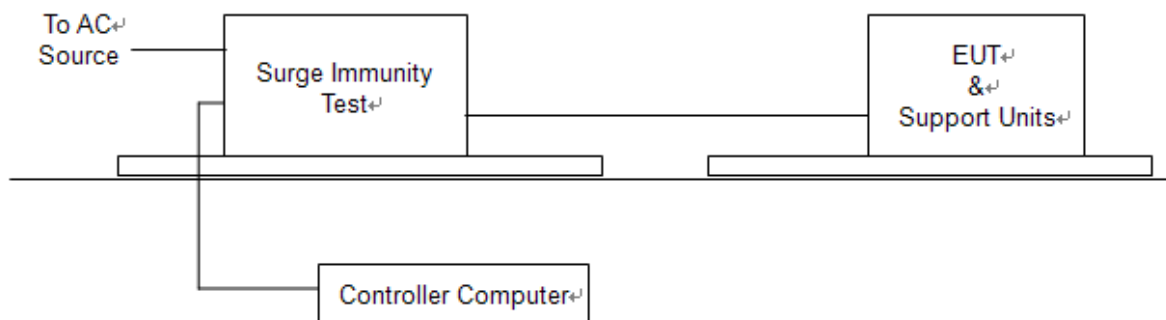 To AC↵
Source
Surge Immunity
Test↵
EUT↵
&↵
Support Units↵
Controller Computer↵